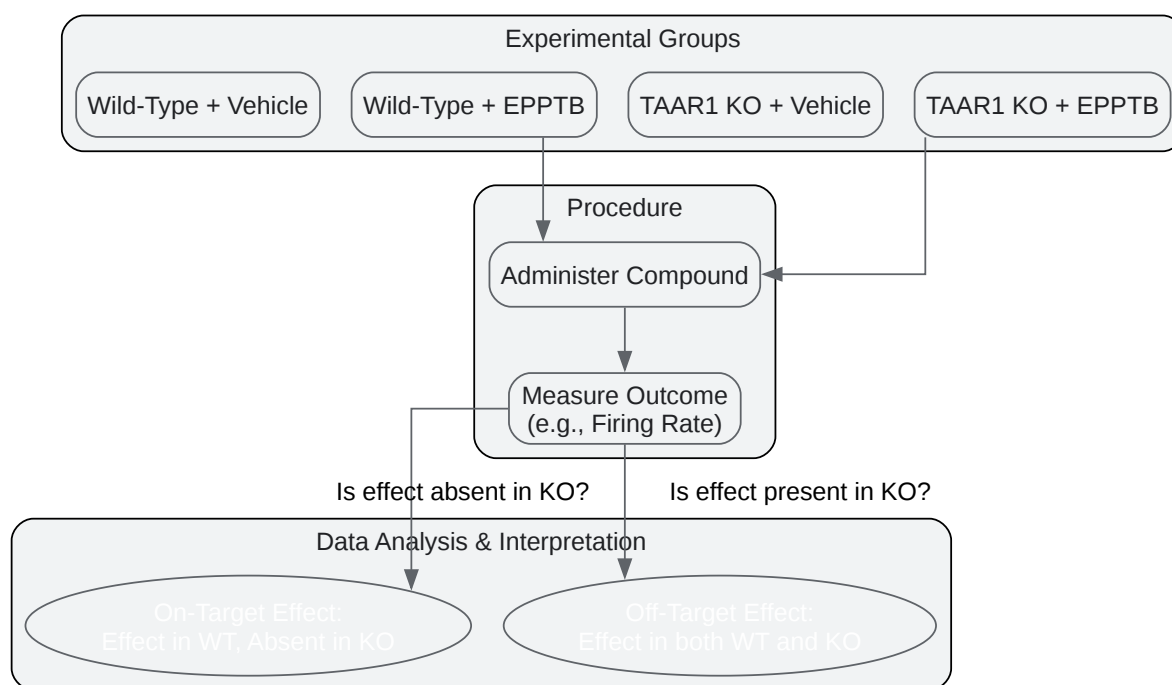 Experimental Groups
Wild-Type + Vehicle
Wild-Type + EPPTB
TAAR1 KO + Vehicle
TAAR1 KO + EPPTB
Procedure
Administer Compound
Measure Outcome
(e.g., Firing Rate)
Is effect absent in KO?
Is effect present in KO?
Data Analysis & Interpretation
On-Target Effect:
Effect in WT, Absent in KO
Off-Target Effect:
Effect in both WT and KO